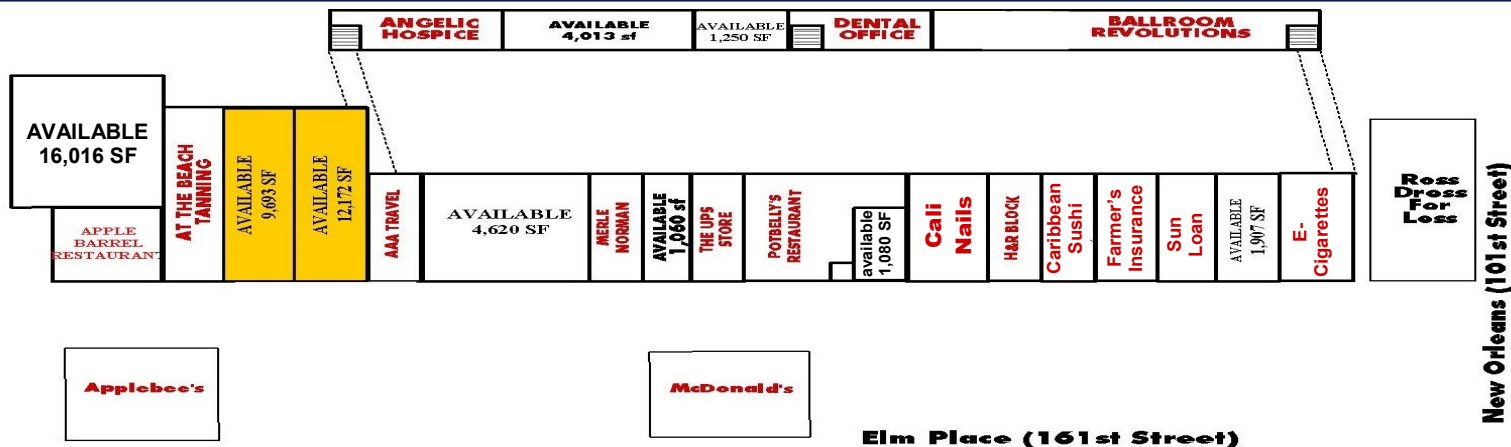 ANGELIC
HOSPICE
AVAILABLE
4,013 sf
AVAILABLE
1,250 SF
DENTAL
OFFICE
BALLROOM
REVOLUTIONS
AVAILABLE
16,016 SF
APPLE
BARREL
RESTAURANT
AT THE BEACH
TANNING
AVAILABLE
9,693 SF
AVAILABLE
12,172 SF
AAA TRAVEL
AVAILABLE
4,620 SF
MERLE
NORMAN
AVAILABLE
1,060 sf
THE UPS
STORE
POTBELLY'S
RESTAURANT
available
1,080 SF
Cali
Nails
H&R BLOCK
Caribbean
Sushi
Farmer's
Insurance
Sun
Loan
AVAILABLE
1,907 SF
E-
Cigarettes
Ross
Dress
For
Less
New Orleans (101st Street)
Applebee's
McDonald's
Elm Place (161st Street)